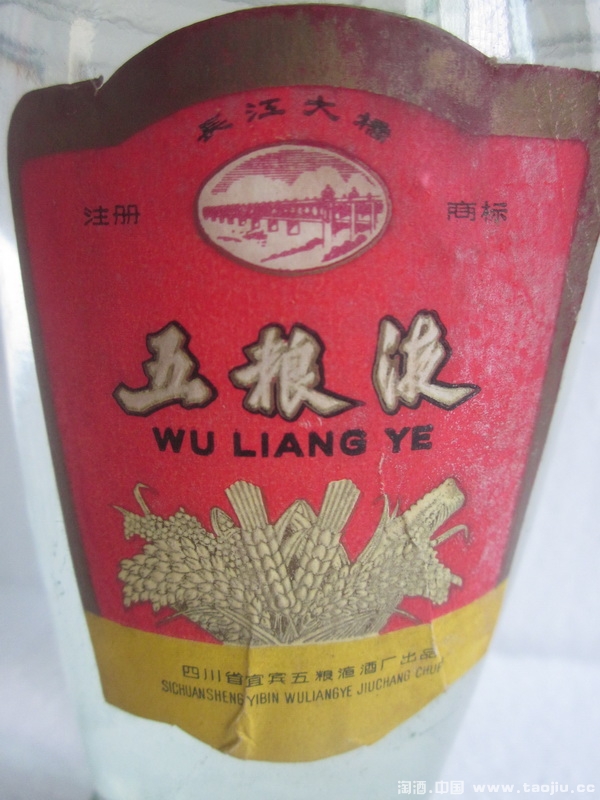 长江大橋
注册 商标
五粮液
WU LIANG YE
四川省宜宾五粮液酒厂出品
SICHUANSHENG YIBIN WULIANGYE JIUCHANG CHUP
淘酒.中国 www.taojiu.cc